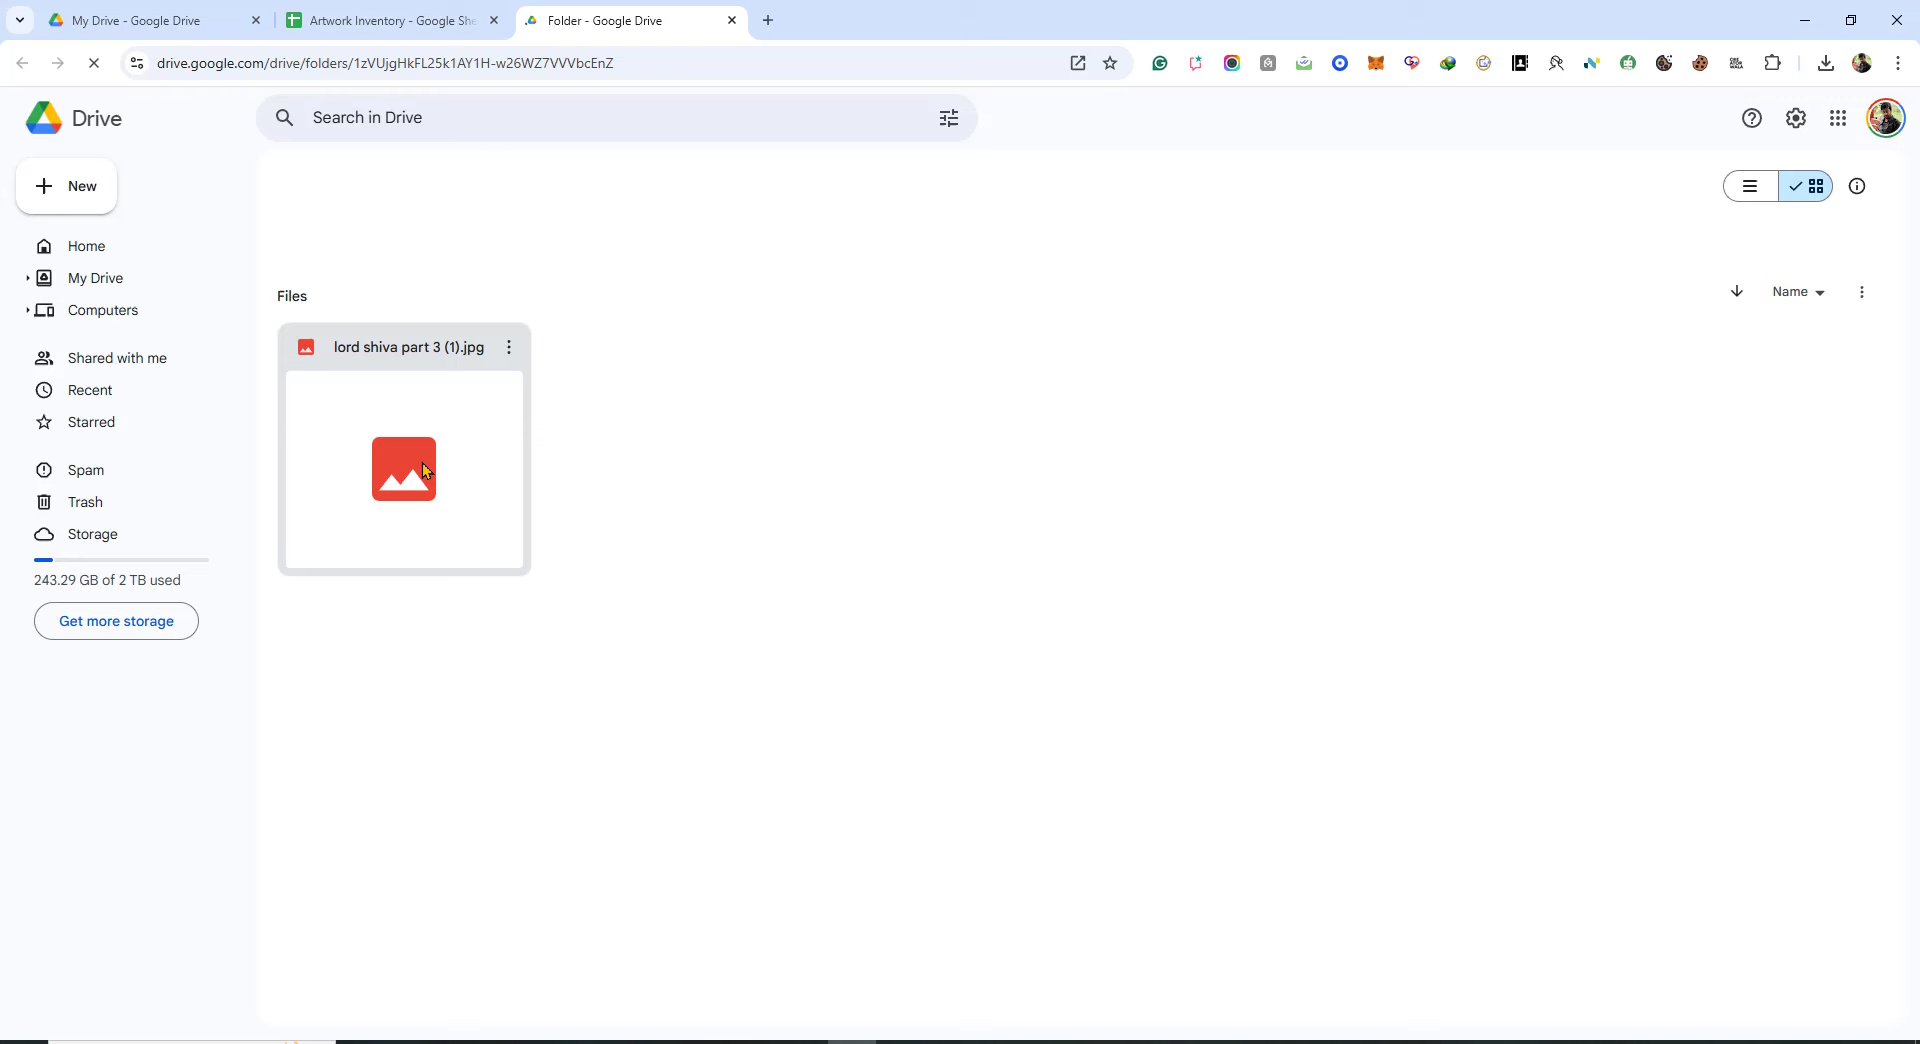 My Drive - Google Drive
Artwork Inventory - Google She
Folder - Google Drive
drive.google.com/drive/folders/1zVUjgHkFL25k1AY1H-w26WZ7VVVbcEnZ
Drive
Search in Drive
New
Home
My Drive
Computers
Shared with me
Recent
Starred
Spam
Trash
Storage
243.29 GB of 2 TB used
Get more storage
Files
Name
lord shiva part 3 (1).jpg